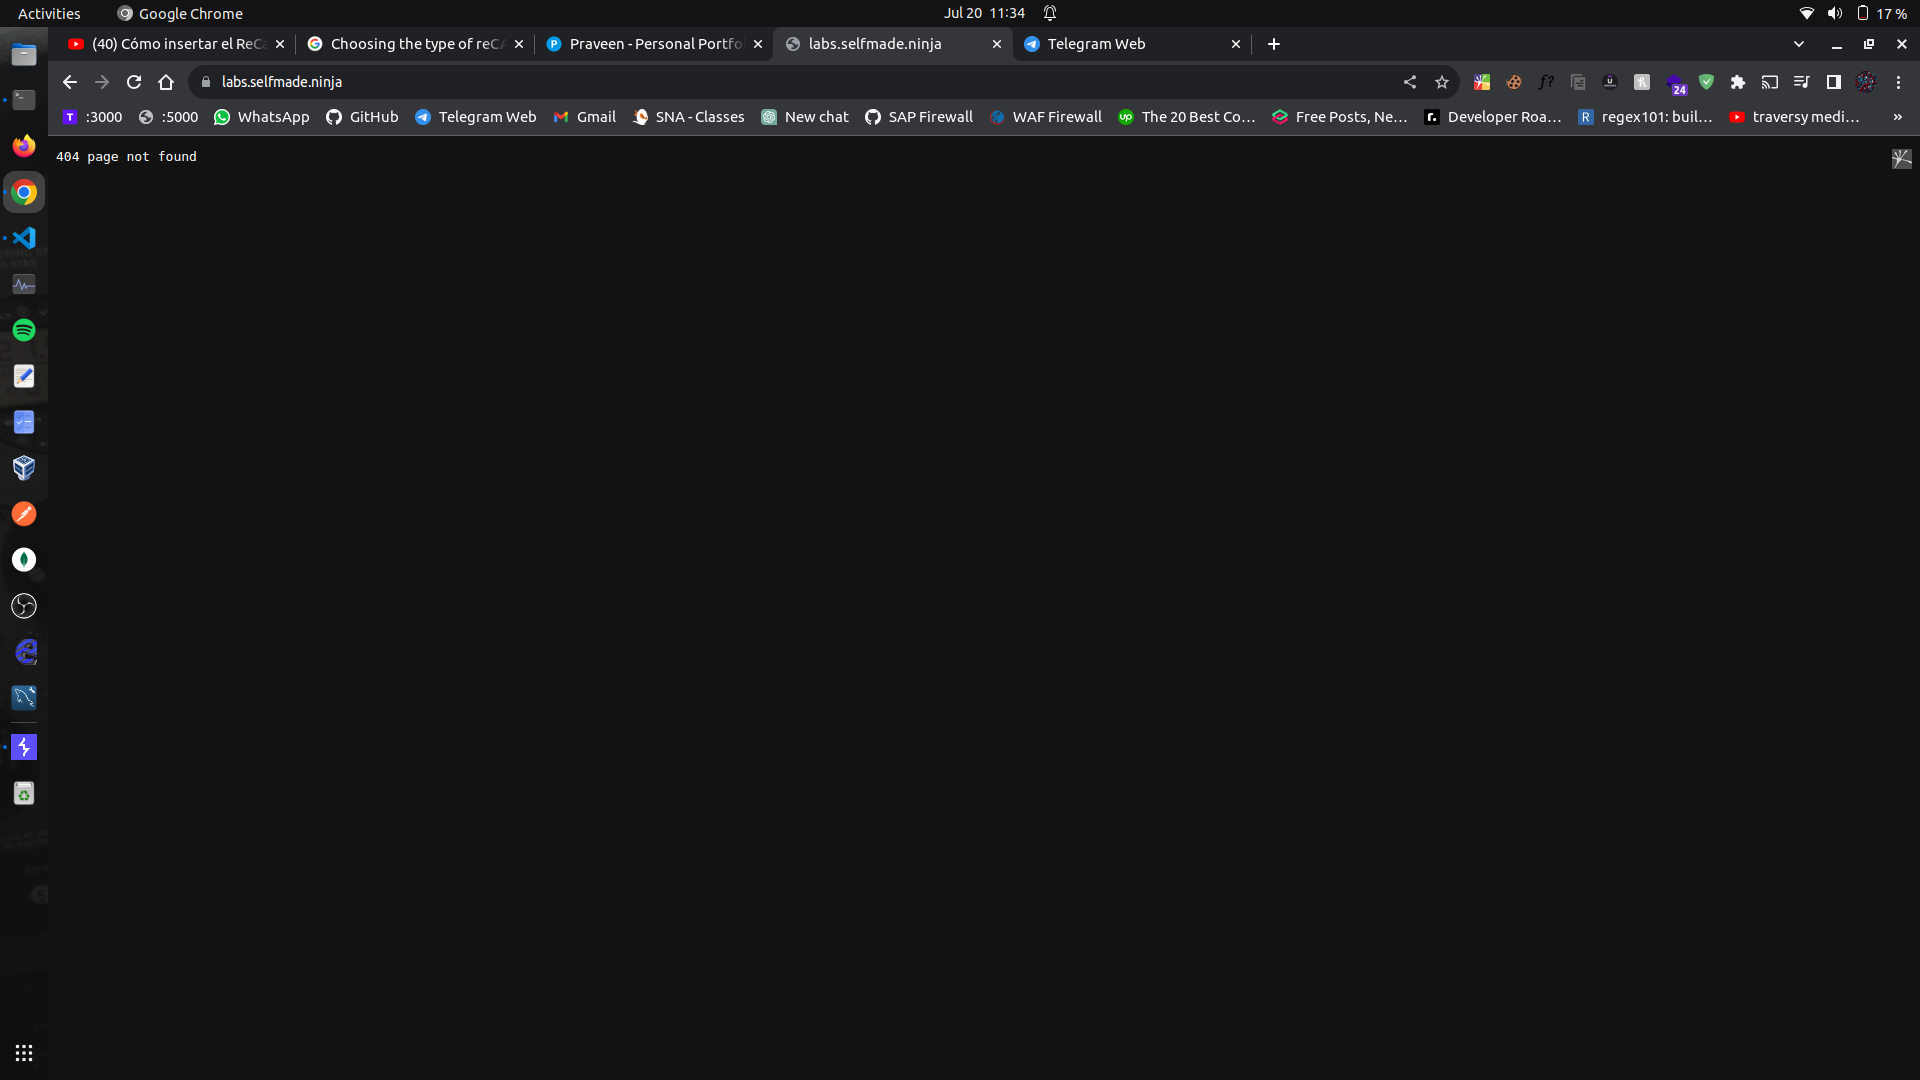 Activities Google Chrome Jul 20 11:34 17 %
(40) Cómo insertar el ReCa Choosing the type of reCA Praveen - Personal Portfo labs.selfmade.ninja Telegram Web
labs.selfmade.ninja 24
:3000 :5000 WhatsApp GitHub Telegram Web Gmail SNA - Classes New chat SAP Firewall WAF Firewall The 20 Best Co… Free Posts, Ne… Developer Roa… regex101: buil… traversy medi… »
404 page not found